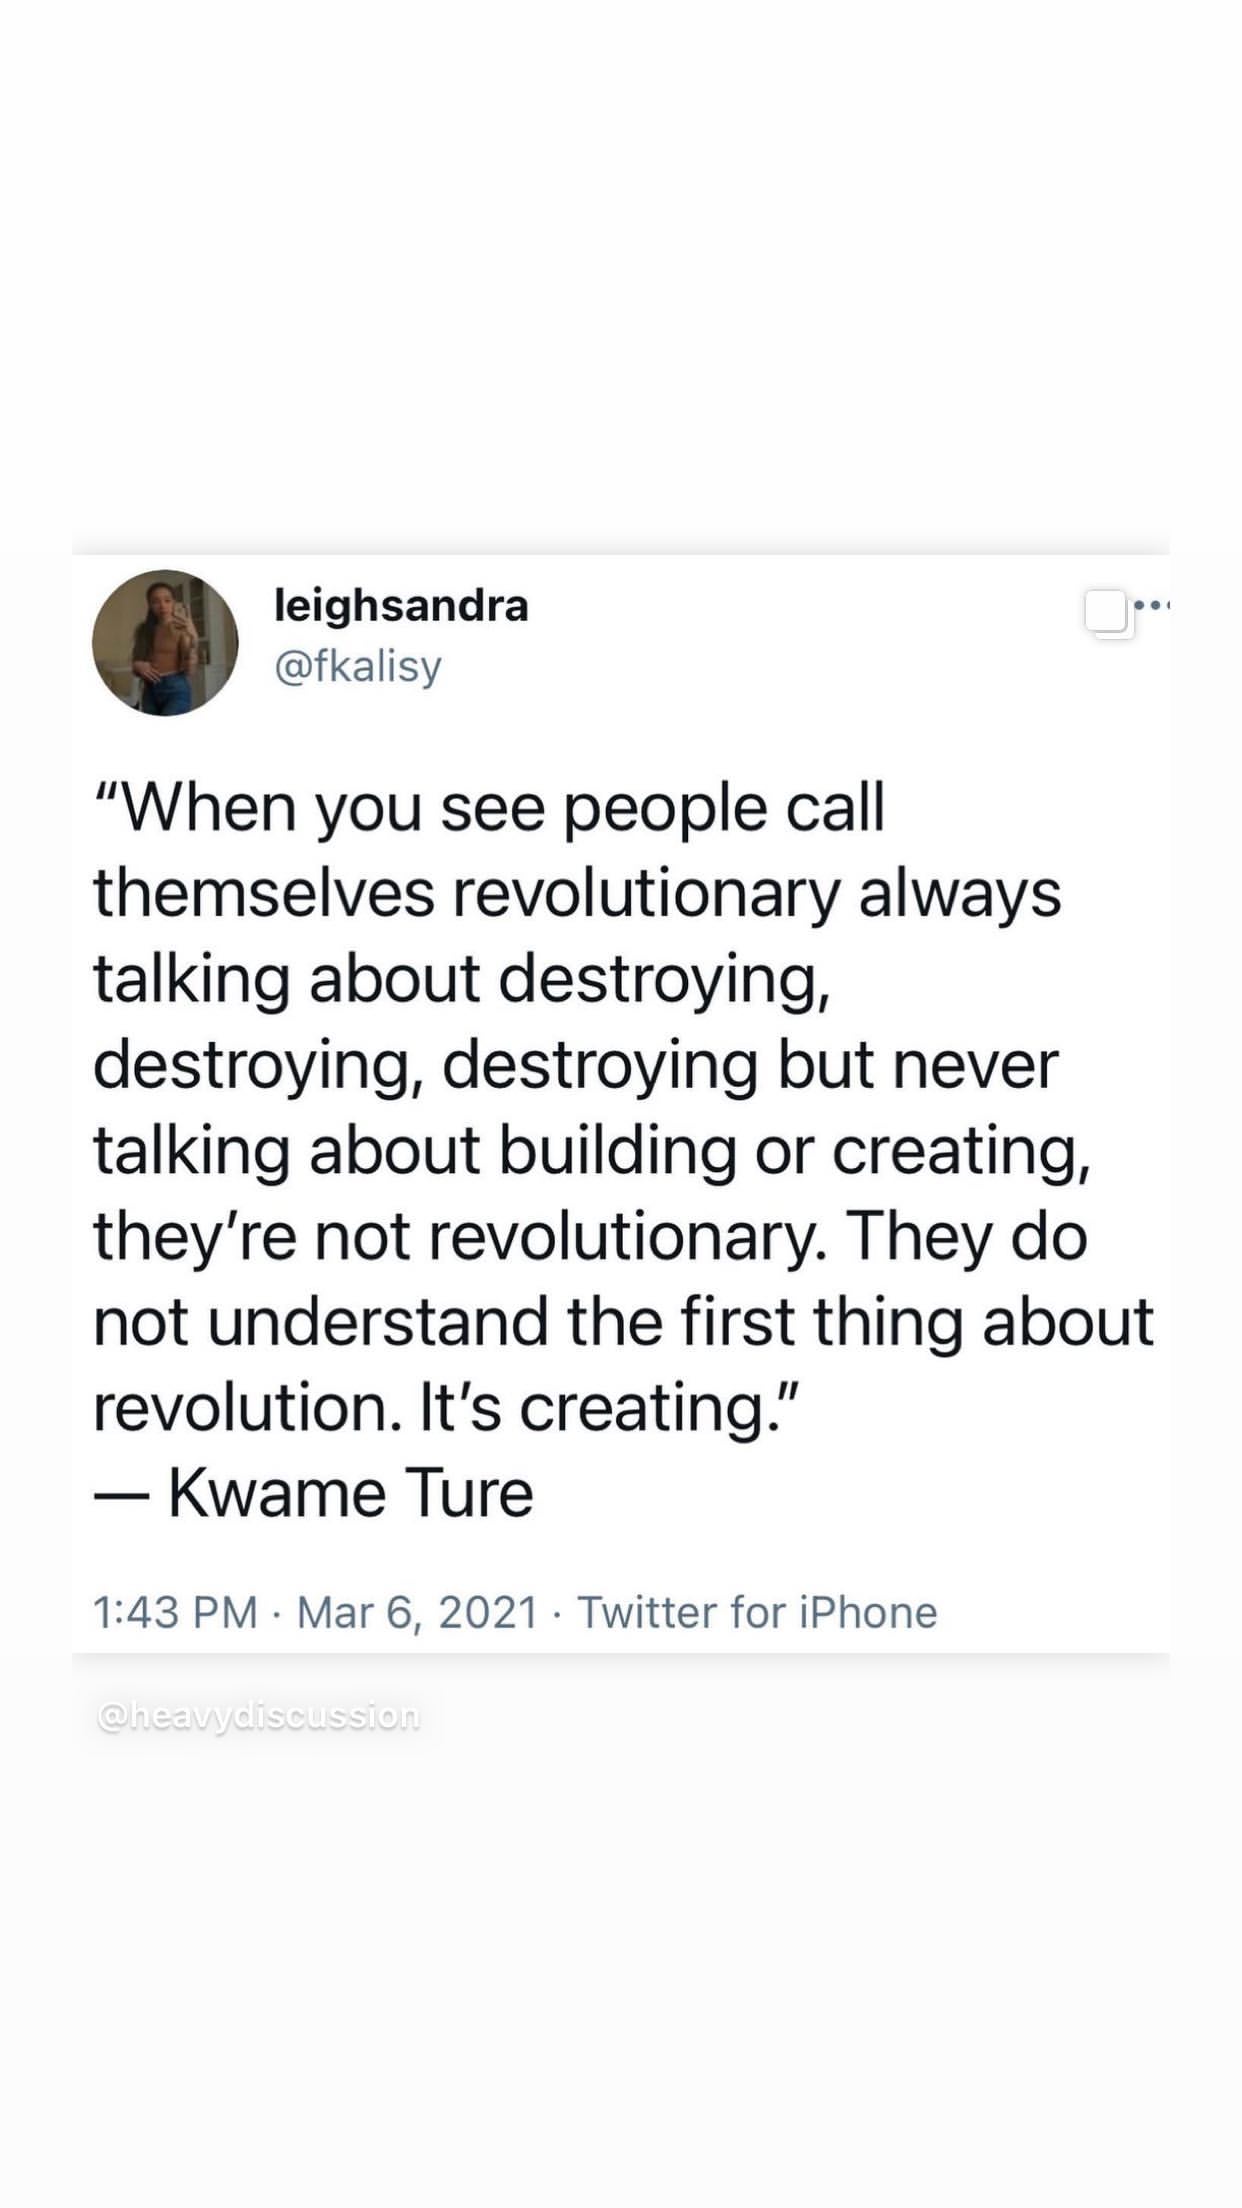 leighsandra
@fkalisy
“When you see people call
themselves revolutionary always
talking about destroying,
destroying, destroying but never
talking about building or creating,
they’re not revolutionary. They do
not understand the first thing about
revolution. It’s creating.”
— Kwame Ture
1:43 PM · Mar 6, 2021 · Twitter for iPhone
@heavydiscussion